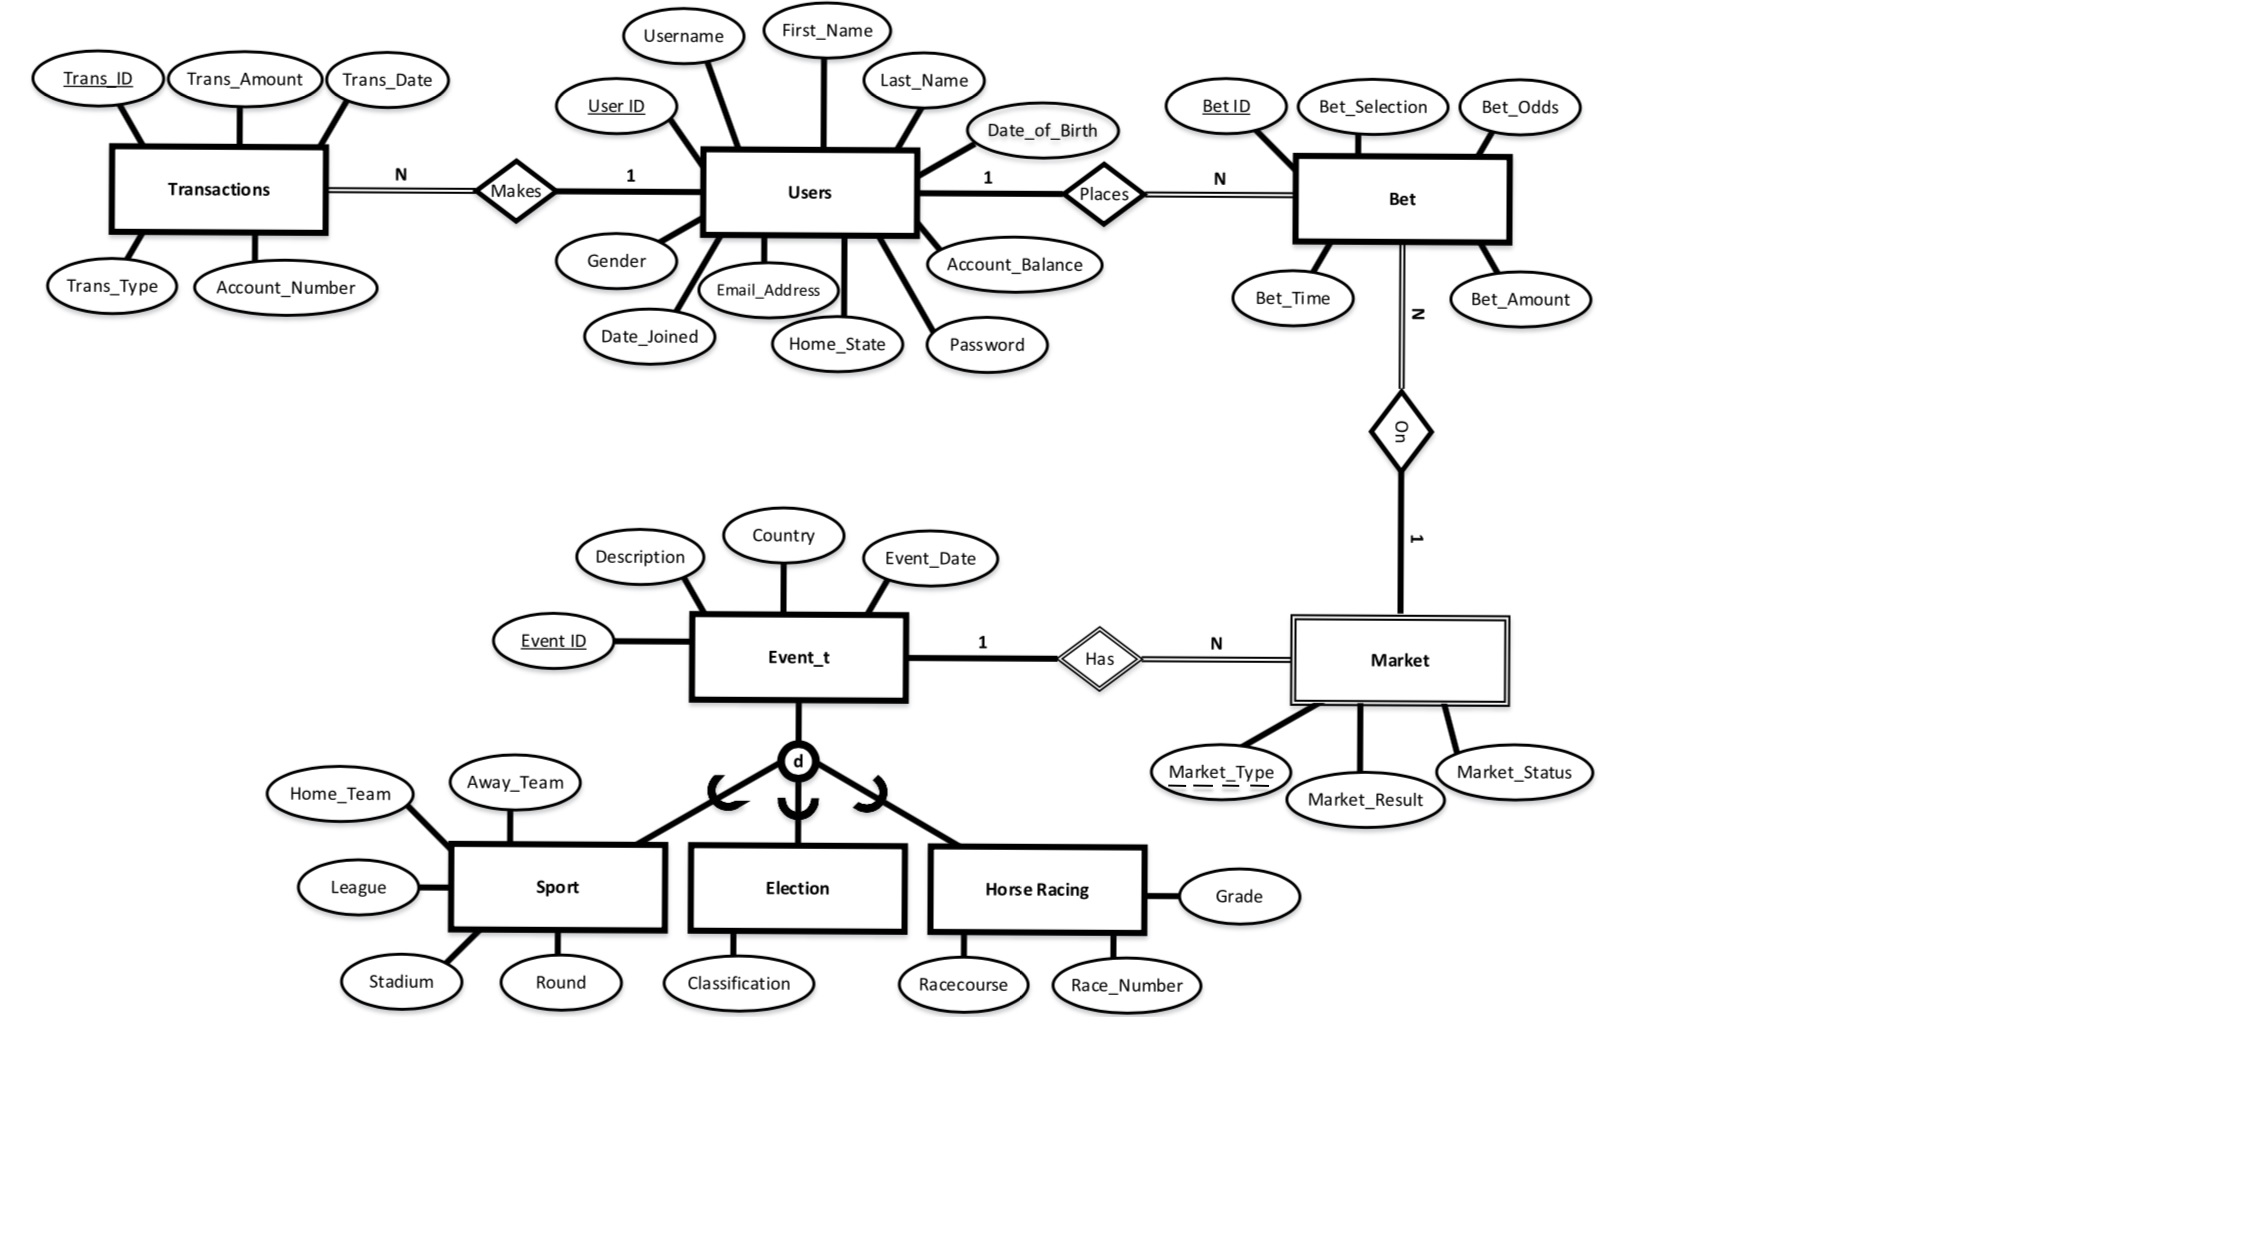 Username
First_Name
Trans_ID
Trans_Amount
Trans_Date
Last_Name
User ID
Date_of_Birth
Bet ID
Bet_Selection
Bet_Odds
Transactions
N
Makes
1
Users
1
Places
N
Bet
Gender
Account_Balance
Trans_Type
Account_Number
Email_Address
Bet_Time
Bet_Amount
N
Date_Joined
Home_State
Password
On
1
Description
Country
Event_Date
Event ID
Event_t
1
Has
N
Market
d
Home_Team
Away_Team
Market_Type
Market_Result
Market_Status
League
Sport
Election
Horse Racing
Grade
Stadium
Round
Classification
Racecourse
Race_Number